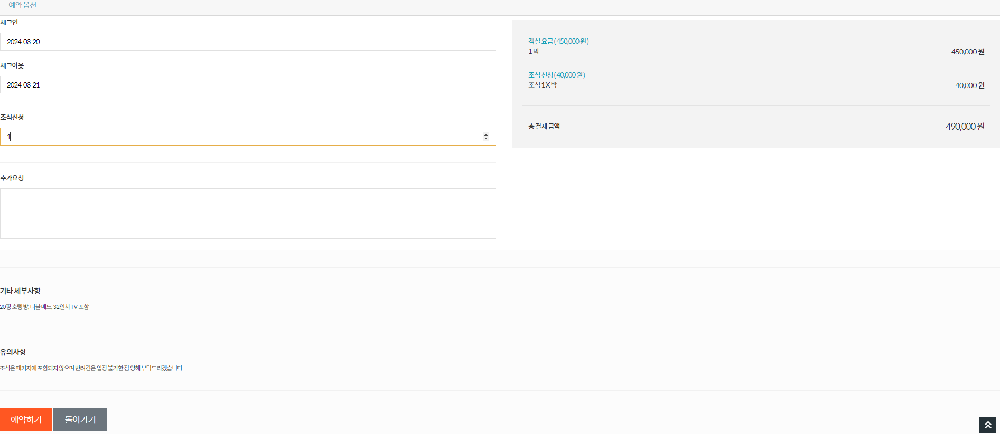 예약 옵션
체크인
2024-08-20
체크아웃
2024-08-21
조식신청
1
추가요청
객실 요금 ( 450,000 원 )
1 박
450,000 원
조식 신청 ( 40,000 원 )
조식 1 X 박
40,000 원
총 결제 금액
490,000 원
기타 세부사항
20평 호텡 방, 더블 베드, 32인치 TV 포함
유의사항
조식은 패키지에 포함되지 않으며 반려견은 입장 불가한 점 양해 부탁드리겠습니다
예약하기
돌아가기